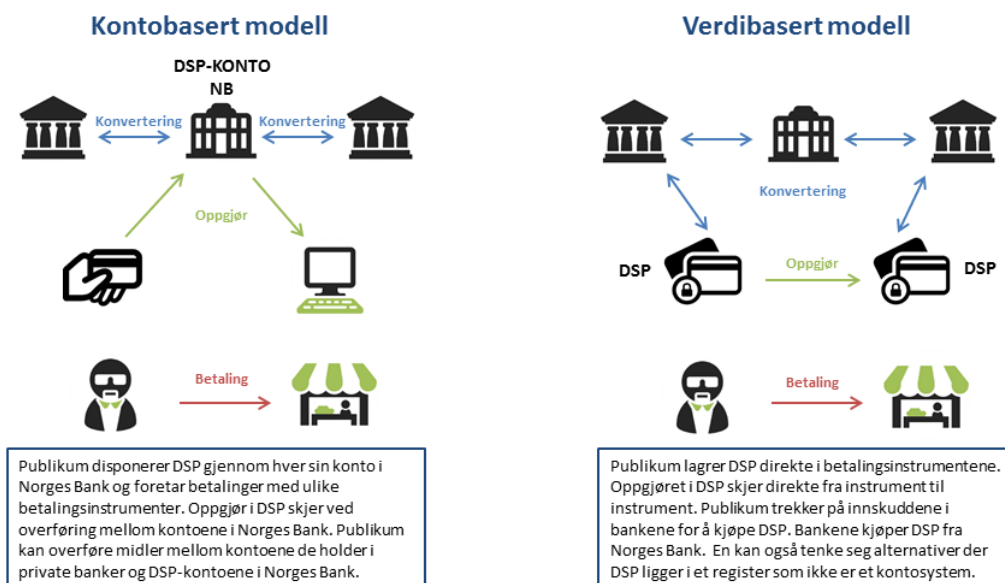 Kontobasert modell
DSP-KONTO
NB
Konvertering
Konvertering
Oppgjør
Betaling
Publikum disponerer DSP gjennom hver sin konto i
Norges Bank og foretar betalinger med ulike
betalingsinstrumenter. Oppgjør i DSP skjer ved
overføring mellom kontoene i Norges Bank. Publikum
kan overføre midler mellom kontoene de holder i
private banker og DSP-kontoene i Norges Bank.
Verdibasert modell
Konvertering
DSP
Oppgjør
DSP
Betaling
Publikum lagrer DSP direkte i betalingsinstrumentene.
Oppgjøret i DSP skjer direkte fra instrument til
instrument. Publikum trekker på innskuddene i
bankene for å kjøpe DSP. Bankene kjøper DSP fra
Norges Bank. En kan også tenke seg alternativer der
DSP ligger i et register som ikke er et kontosystem.